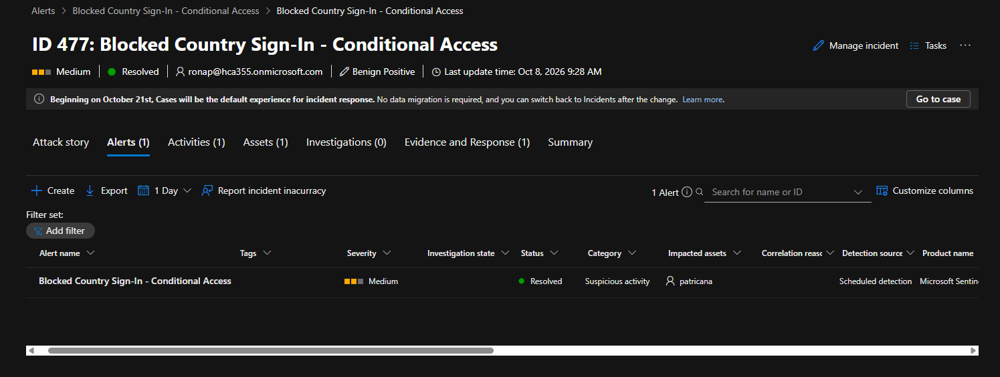 Alerts > Blocked Country Sign-In - Conditional Access > Blocked Country Sign-In - Conditional Access
ID 477: Blocked Country Sign-In - Conditional Access
Manage incident Tasks ...
Medium Resolved ronap@hca355.onmicrosoft.com Benign Positive Last update time: Oct 8, 2026 9:28 AM
Beginning on October 21st, Cases will be the default experience for incident response. No data migration is required, and you can switch back to Incidents after the change. Learn more. Go to case
Attack story Alerts (1) Activities (1) Assets (1) Investigations (0) Evidence and Response (1) Summary
Create Export 1 Day Report incident inacurracy 1 Alert Search for name or ID Customize columns
Filter set:
Add filter
Alert name Tags Severity Investigation state Status Category Impacted assets Correlation reasc Detection source Product name
Blocked Country Sign-In - Conditional Access Medium Resolved Suspicious activity patricana Scheduled detection Microsoft Sentin